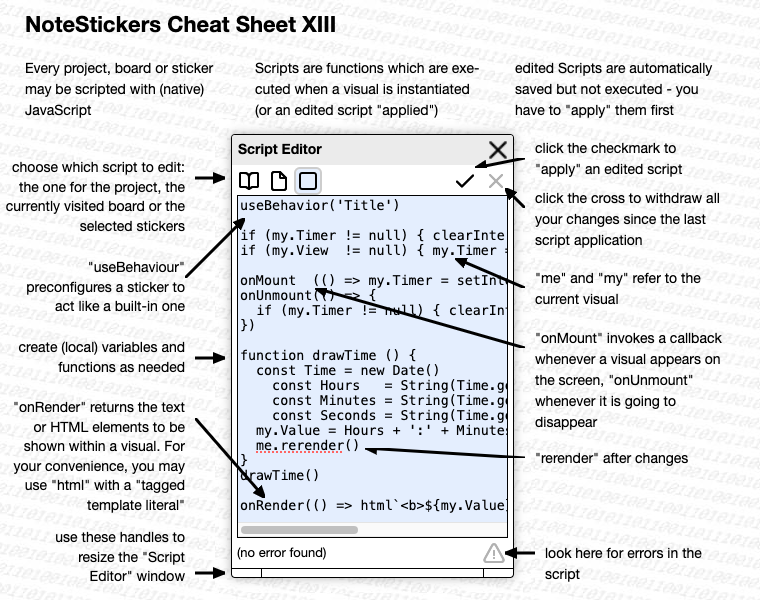 NoteStickers Cheat Sheet XIII
Every project, board or sticker
may be scripted with (native)
JavaScript
Scripts are functions which are exe-
cuted when a visual is instantiated
(or an edited script "applied")
edited Scripts are automatically
saved but not executed - you
have to "apply" them first
choose which script to edit:
the one for the project, the
currently visited board or the
selected stickers
"useBehaviour"
preconfigures a sticker to
act like a built-in one
create (local) variables and
functions as needed
"onRender" returns the text
or HTML elements to be
shown within a visual. For
your convenience, you may
use "html" with a "tagged
template literal"
use these handles to
resize the "Script
Editor" window
Script Editor
useBehavior('Title')
if (my.Timer != null) { clearInte
if (my.View  != null) { my.Timer =
onMount  (() => my.Timer = setInt
onUnmount(() => {
  if (my.Timer != null) { clearIn
})
function drawTime () {
  const Time = new Date()
    const Hours   = String(Time.ge
    const Minutes = String(Time.ge
    const Seconds = String(Time.ge
  my.Value = Hours + ':' + Minutes
  me.rerender()
}
drawTime()
onRender(() => html`<b>${my.Value}
(no error found)
click the checkmark to
"apply" an edited script
click the cross to withdraw all
your changes since the last
script application
"me" and "my" refer to the
current visual
"onMount" invokes a callback
whenever a visual appears on
the screen, "onUnmount"
whenever it is going to
disappear
"rerender" after changes
look here for errors in the
script